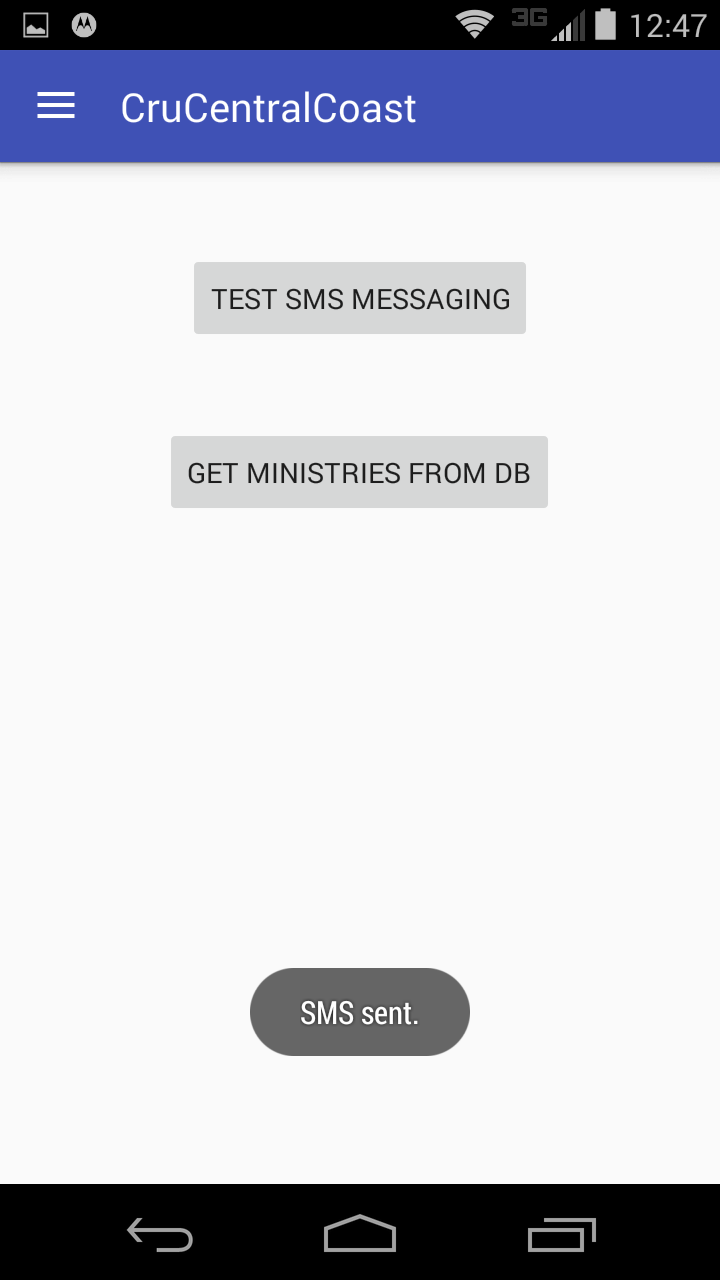 3G 12:47
CruCentralCoast
TEST SMS MESSAGING
GET MINISTRIES FROM DB
SMS sent.